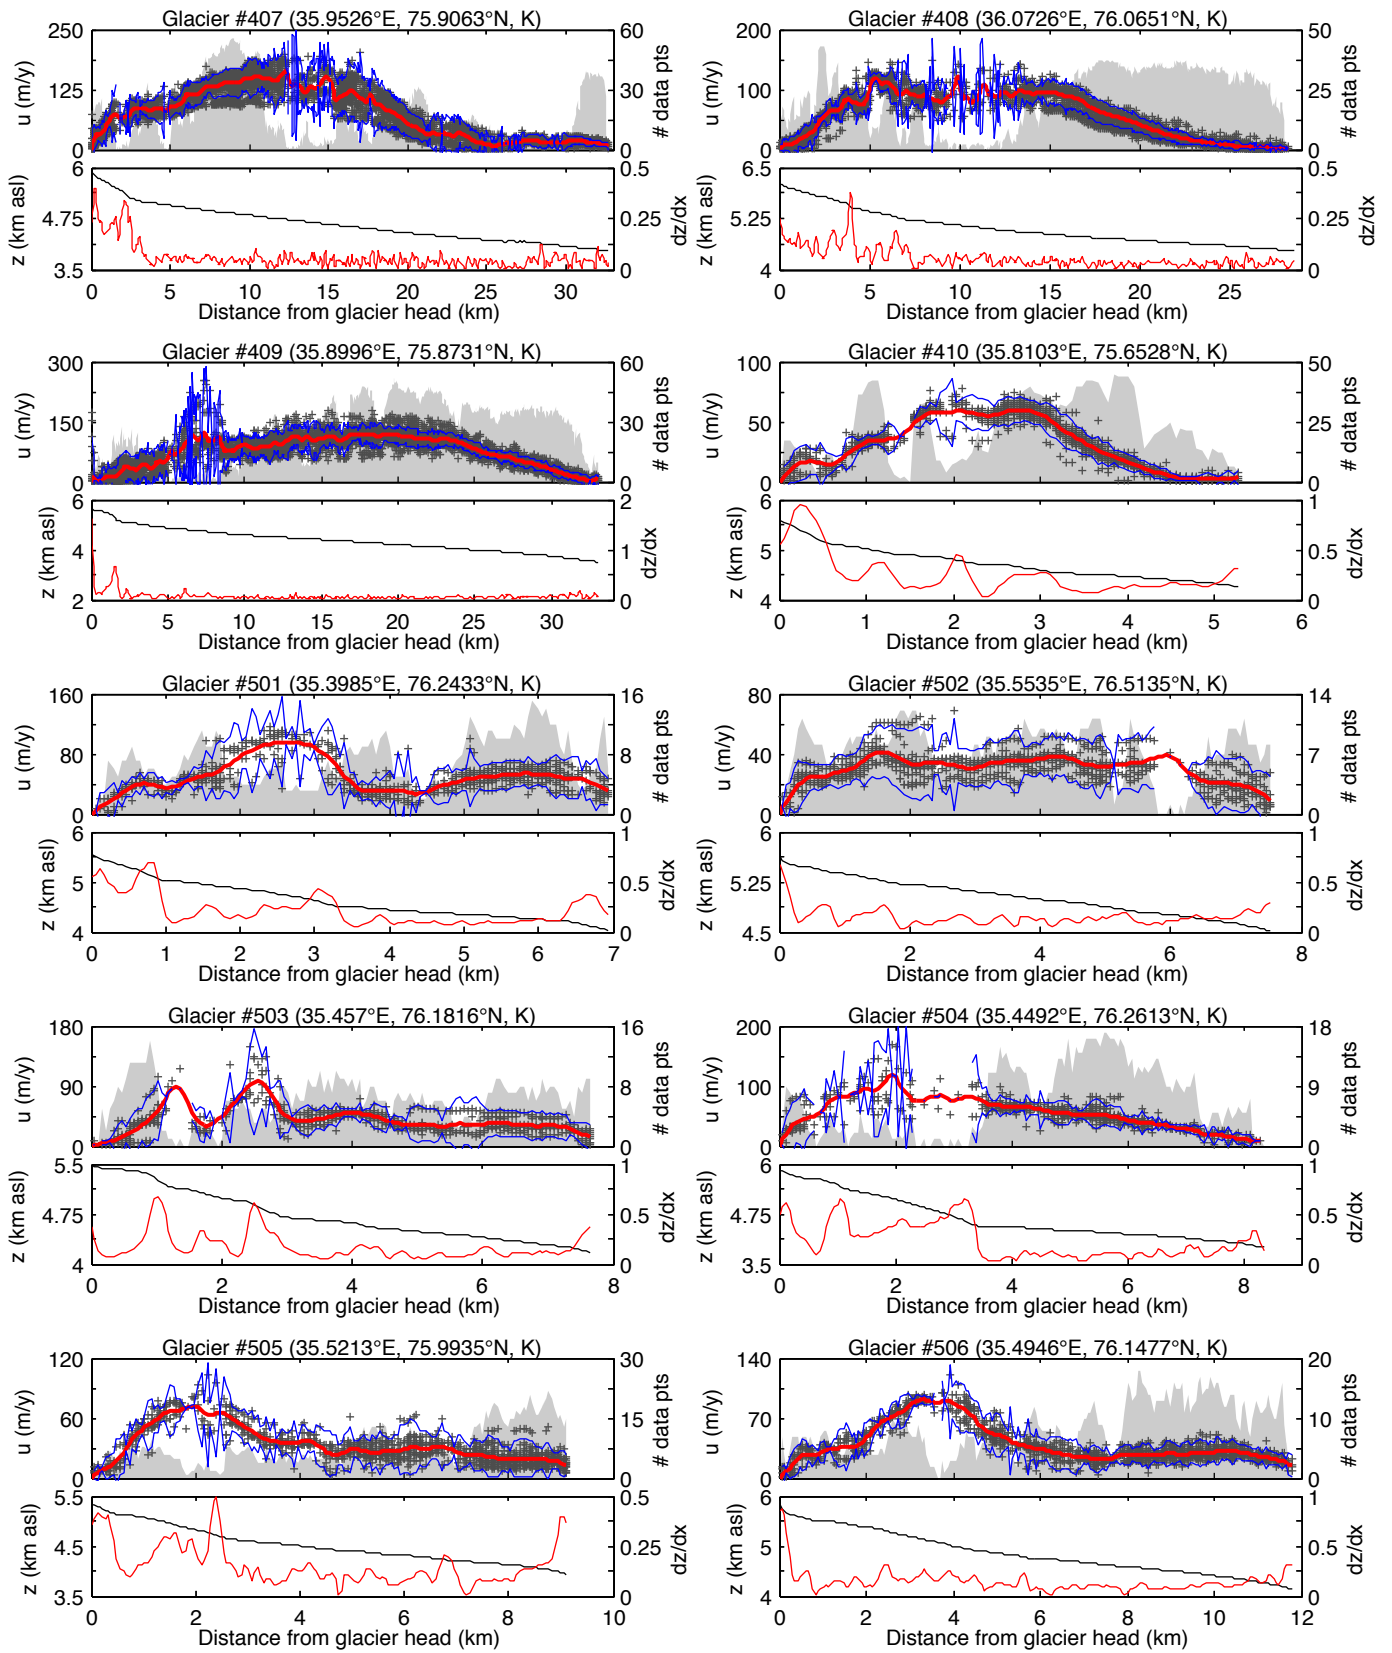 Glacier #407 (35.9526°E, 75.9063°N, K)
250
125
0
u (m/y)
60
30
0
# data pts
6
4.75
3.5
z (km asl)
0.5
0.25
0
dz/dx
0 5 10 15 20 25 30
Distance from glacier head (km)
Glacier #408 (36.0726°E, 76.0651°N, K)
200
100
0
u (m/y)
50
25
0
# data pts
6.5
5.25
4
z (km asl)
0.5
0.25
0
dz/dx
0 5 10 15 20 25
Distance from glacier head (km)
Glacier #409 (35.8996°E, 75.8731°N, K)
300
150
0
u (m/y)
60
30
0
# data pts
6
4
2
z (km asl)
2
1
0
dz/dx
0 5 10 15 20 25 30
Distance from glacier head (km)
Glacier #410 (35.8103°E, 75.6528°N, K)
100
50
0
u (m/y)
50
25
0
# data pts
6
5
4
z (km asl)
1
0.5
0
dz/dx
0 1 2 3 4 5 6
Distance from glacier head (km)
Glacier #501 (35.3985°E, 76.2433°N, K)
160
80
0
u (m/y)
16
8
0
# data pts
6
5
4
z (km asl)
1
0.5
0
dz/dx
0 1 2 3 4 5 6 7
Distance from glacier head (km)
Glacier #502 (35.5535°E, 76.5135°N, K)
80
40
0
u (m/y)
14
7
0
# data pts
6
5.25
4.5
z (km asl)
1
0.5
0
dz/dx
0 2 4 6 8
Distance from glacier head (km)
Glacier #503 (35.457°E, 76.1816°N, K)
180
90
0
u (m/y)
16
8
0
# data pts
5.5
4.75
4
z (km asl)
1
0.5
0
dz/dx
0 2 4 6 8
Distance from glacier head (km)
Glacier #504 (35.4492°E, 76.2613°N, K)
200
100
0
u (m/y)
18
9
0
# data pts
6
4.75
3.5
z (km asl)
1
0.5
0
dz/dx
0 2 4 6 8
Distance from glacier head (km)
Glacier #505 (35.5213°E, 75.9935°N, K)
120
60
0
u (m/y)
30
15
0
# data pts
5.5
4.5
3.5
z (km asl)
0.5
0.25
0
dz/dx
0 2 4 6 8 10
Distance from glacier head (km)
Glacier #506 (35.4946°E, 76.1477°N, K)
140
70
0
u (m/y)
20
10
0
# data pts
6
5
4
z (km asl)
1
0.5
0
dz/dx
0 2 4 6 8 10 12
Distance from glacier head (km)